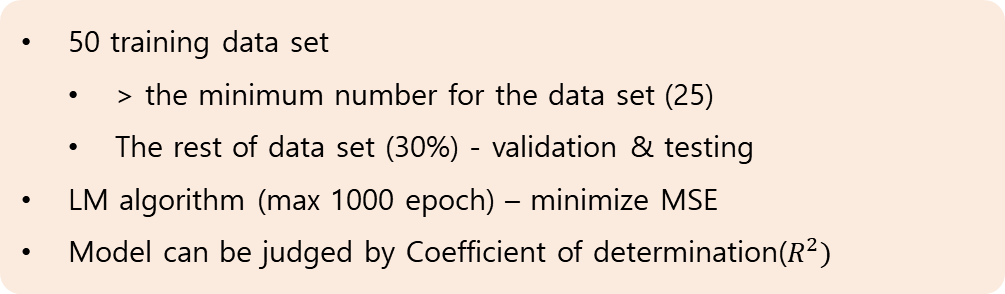 • 50 training data set
• > the minimum number for the data set (25)
• The rest of data set (30%) - validation & testing
• LM algorithm (max 1000 epoch) – minimize MSE
• Model can be judged by Coefficient of determination(𝑅²)